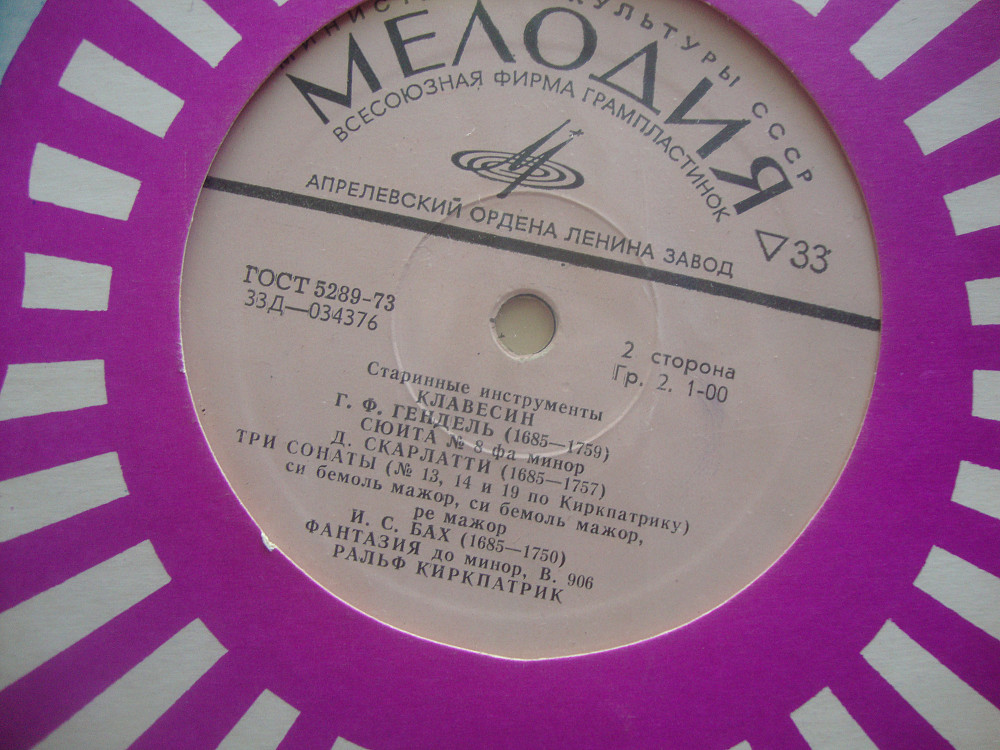 КУЛЬТУРЫ СССР
МЕЛОДИЯ
ВСЕСОЮЗНАЯ ФИРМА ГРАМПЛАСТИНОК
АПРЕЛЕВСКИЙ ОРДЕНА ЛЕНИНА ЗАВОД
33
ГОСТ 5289-73
33Д—034376
2 сторона
Гр. 2. 1-00
Старинные инструменты
КЛАВЕСИН
Г. Ф. ГЕНДЕЛЬ (1685—1759)
СЮИТА № 8 фа минор
Д. СКАРЛАТТИ (1685—1757)
ТРИ СОНАТЫ (№ 13, 14 и 19 по Киркпатрику)
си бемоль мажор, си бемоль мажор,
ре мажор
И. С. БАХ (1685—1750)
ФАНТАЗИЯ до минор, В. 906
РАЛЬФ КИРКПАТРИК